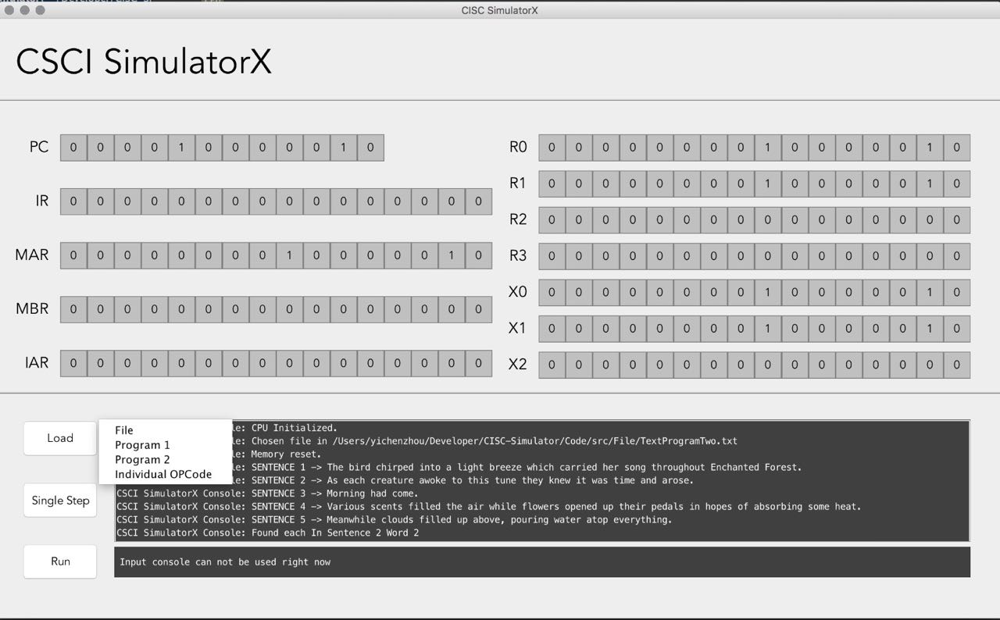 CISC SimulatorX
CSCI SimulatorX
PC 0 0 0 0 1 0 0 0 0 0 1 0
IR 0 0 0 0 0 0 0 0 0 0 0 0 0 0 0 0
MAR 0 0 0 0 0 0 0 0 1 0 0 0 0 0 1 0
MBR 0 0 0 0 0 0 0 0 0 0 0 0 0 0 0 0
IAR 0 0 0 0 0 0 0 0 0 0 0 0 0 0 0 0
R0 0 0 0 0 0 0 0 0 1 0 0 0 0 0 1 0
R1 0 0 0 0 0 0 0 0 1 0 0 0 0 0 1 0
R2 0 0 0 0 0 0 0 0 0 0 0 0 0 0 0 0
R3 0 0 0 0 0 0 0 0 0 0 0 0 0 0 0 0
X0 0 0 0 0 0 0 0 0 1 0 0 0 0 0 1 0
X1 0 0 0 0 0 0 0 0 1 0 0 0 0 0 1 0
X2 0 0 0 0 0 0 0 0 0 0 0 0 0 0 0 0
Load
Single Step
Run
File
Program 1
Program 2
Individual OPCode
le: CPU Initialized.
le: Chosen file in /Users/yichenzhou/Developer/CISC-Simulator/Code/src/File/TextProgramTwo.txt
le: Memory reset.
le: SENTENCE 1 -> The bird chirped into a light breeze which carried her song throughout Enchanted Forest.
le: SENTENCE 2 -> As each creature awoke to this tune they knew it was time and arose.
CSCI SimulatorX Console: SENTENCE 3 -> Morning had come.
CSCI SimulatorX Console: SENTENCE 4 -> Various scents filled the air while flowers opened up their pedals in hopes of absorbing some heat.
CSCI SimulatorX Console: SENTENCE 5 -> Meanwhile clouds filled up above, pouring water atop everything.
CSCI SimulatorX Console: Found each In Sentence 2 Word 2
Input console can not be used right now